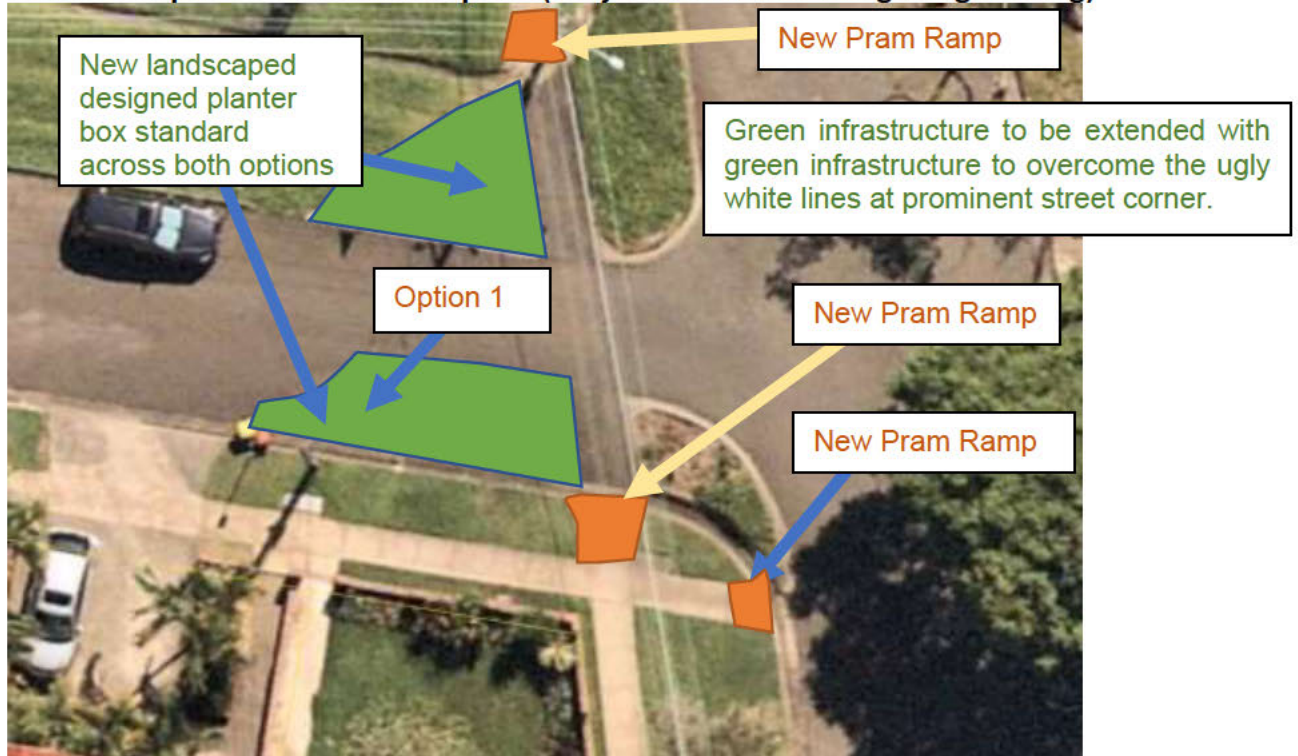 New Pram Ramp
New landscaped
designed planter
box standard
across both options
Green infrastructure to be extended with
green infrastructure to overcome the ugly
white lines at prominent street corner.
Option 1
New Pram Ramp
New Pram Ramp